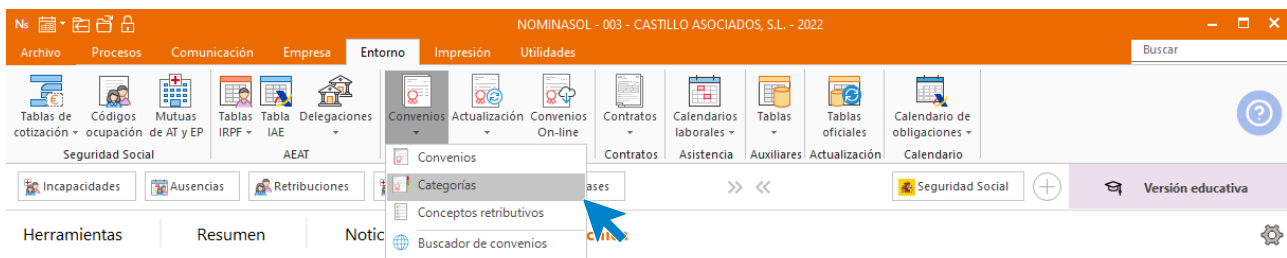 Ns
NOMINASOL - 003 - CASTILLO ASOCIADOS, S.L. - 2022
Archivo Procesos Comunicación Empresa Entorno Impresión Utilidades Buscar
Tablas de Códigos Mutuas Tablas Tabla Delegaciones Convenios Actualización Convenios Contratos Calendarios Tablas Tablas Calendario de
cotización ocupación de AT y EP IRPF IAE On-line laborales oficiales obligaciones
Seguridad Social AEAT Contratos Asistencia Auxiliares Actualización Calendario
Convenios
Incapacidades Ausencias Retribuciones Categorías Seguridad Social Versión educativa
Conceptos retributivos
Herramientas Resumen Buscador de convenios